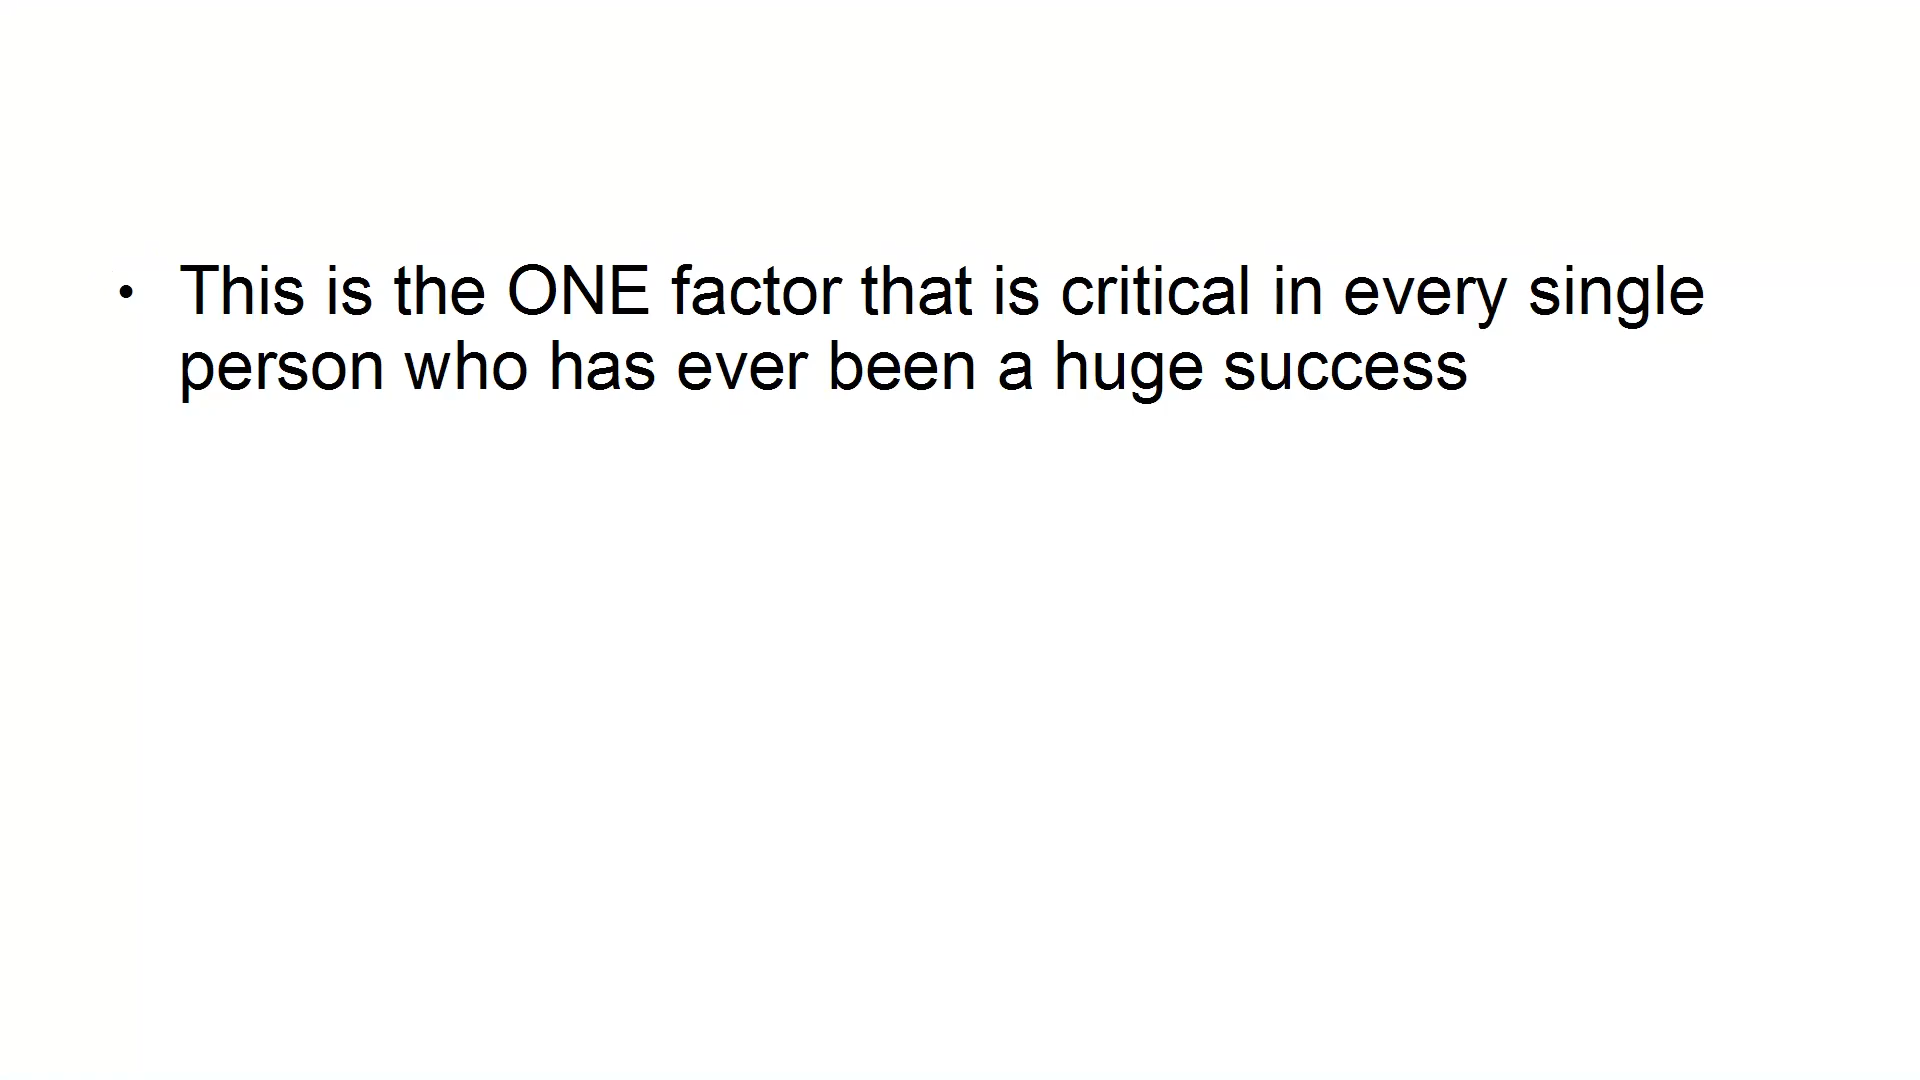 • This is the ONE factor that is critical in every single
person who has ever been a huge success